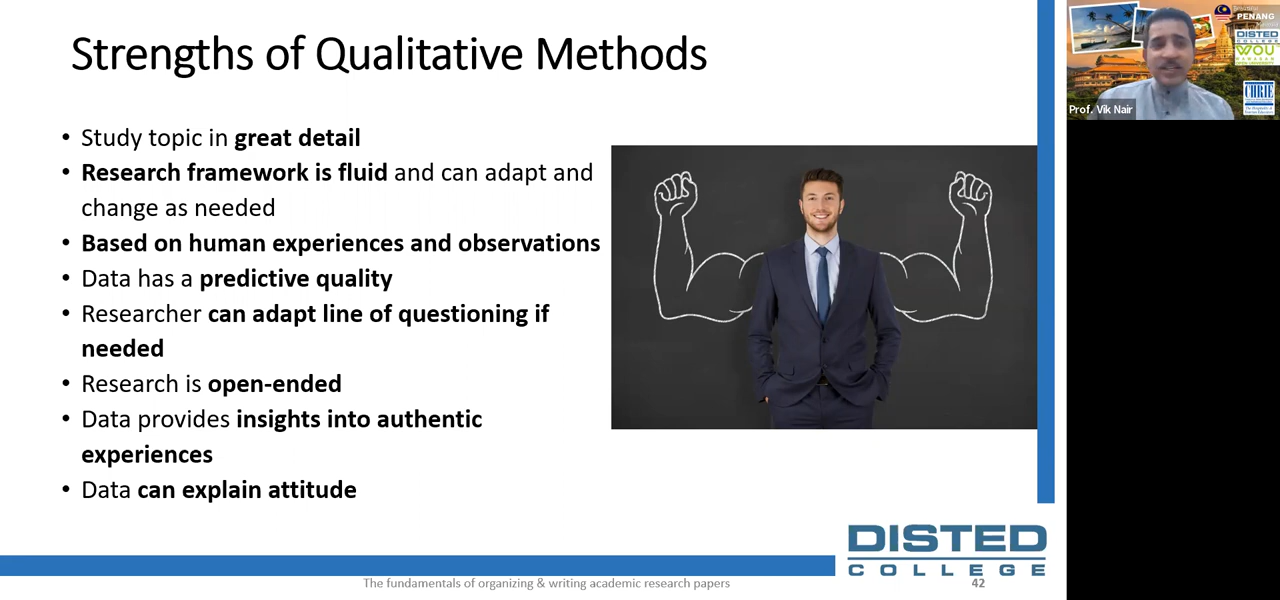 Strengths of Qualitative Methods
• Study topic in great detail
• Research framework is fluid and can adapt and
change as needed
• Based on human experiences and observations
• Data has a predictive quality
• Researcher can adapt line of questioning if
needed
• Research is open-ended
• Data provides insights into authentic
experiences
• Data can explain attitude
DISTED
COLLEGE
The fundamentals of organizing & writing academic research papers
42
PENANG
DISTED
COLLEGE
WOU
CHRIE
Prof. Vik Nair